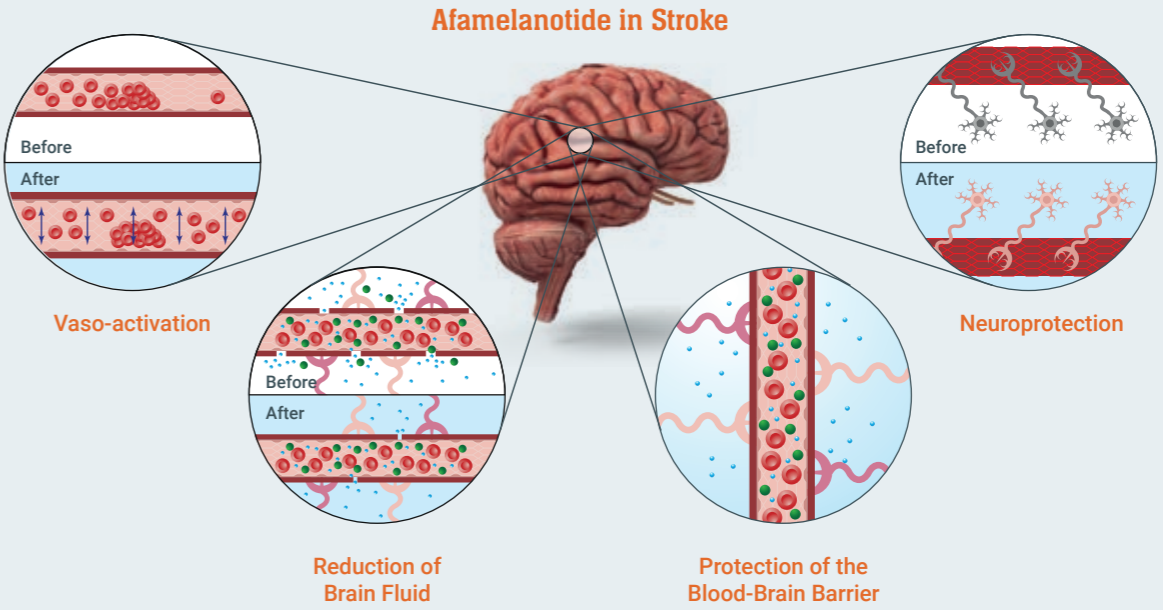 Afamelanotide in Stroke
Before
After
Vaso-activation
Before
After
Neuroprotection
Before
After
Reduction of
Brain Fluid
Protection of the
Blood-Brain Barrier